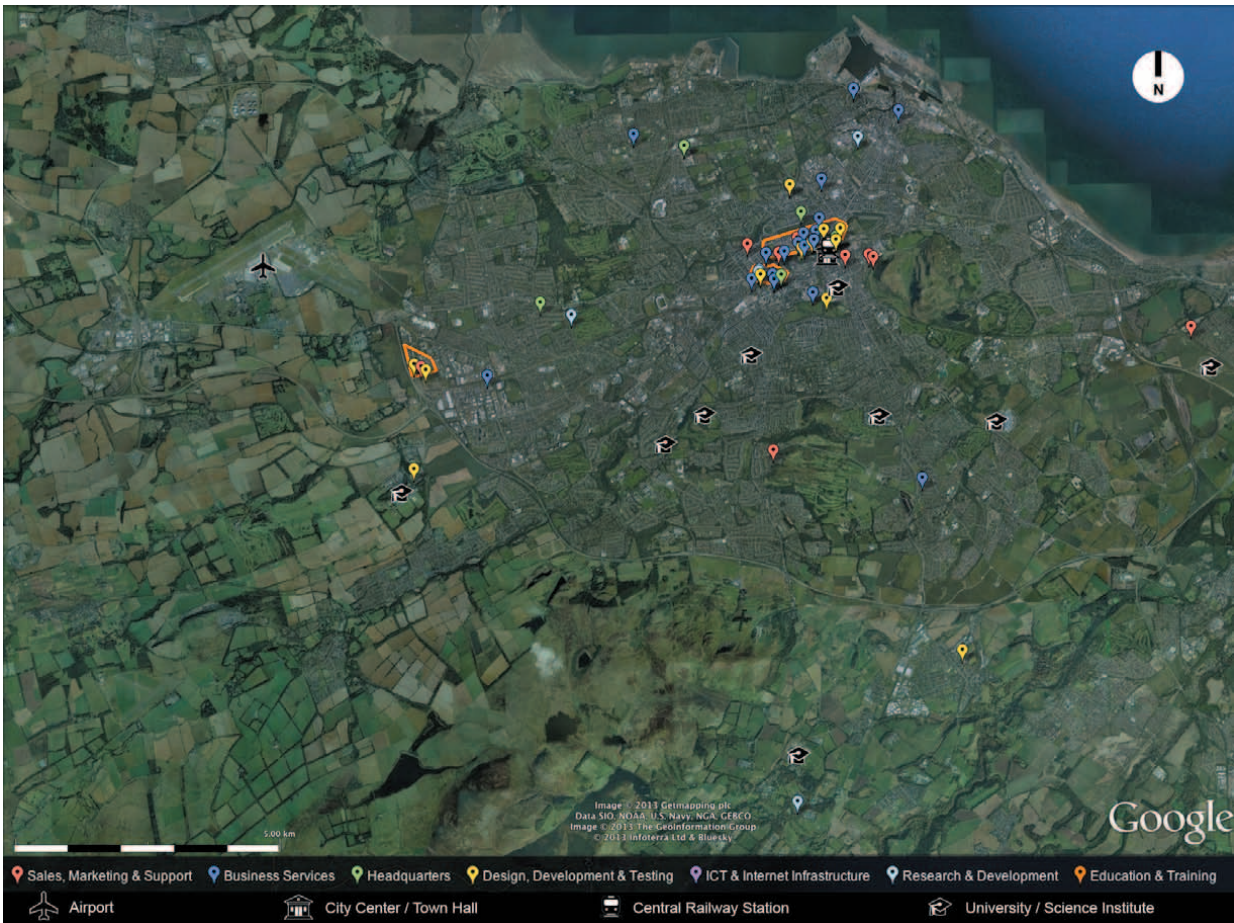 N
Image © 2013 Getmapping plc
Data SIO, NOAA, U.S. Navy, NGA, GEBCO
Image © 2013 The GeoInformation Group
© 2013 Infoterra Ltd & Bluesky
Google
5.00 km
Sales, Marketing & Support Business Services Headquarters Design, Development & Testing ICT & Internet Infrastructure Research & Development Education & Training
Airport City Center / Town Hall Central Railway Station University / Science Institute